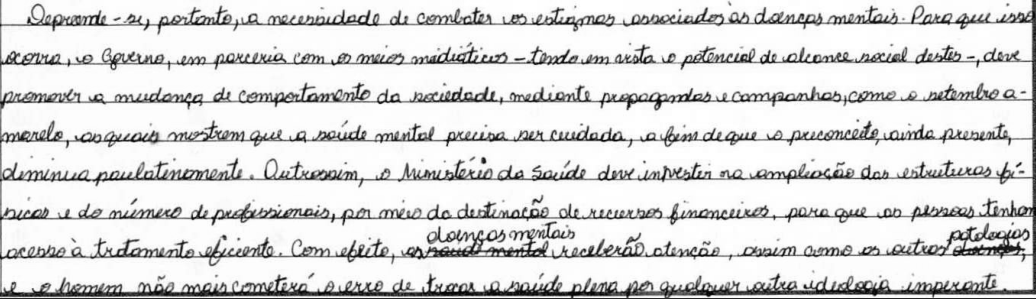 Depreende-se, portanto, a necessidade de combater os estigmas associados às doenças mentais. Para que isso
ocorra, o Governo, em parceria com os meios midiáticos – tendo em vista o potencial de alcance social destes –, deve
promover a mudança de comportamento da sociedade, mediante propagandas e campanhas, como o setembro a-
marelo, as quais mostrem que a saúde mental precisa ser cuidada, a fim de que o preconceito, ainda presente,
diminua paulatinamente. Outrossim, o Ministério da Saúde deve investir na ampliação das estruturas fí-
sicas e do número de profissionais, por meio da destinação de recursos financeiros, para que as pessoas tenham
acesso à tratamento eficiente. Com efeito, as saúde mental doenças mentais receberão atenção, assim como as outras doenças patologias,
e o homem não mais cometerá o erro de trocar a saúde plena por qualquer outra ideologia imperante.